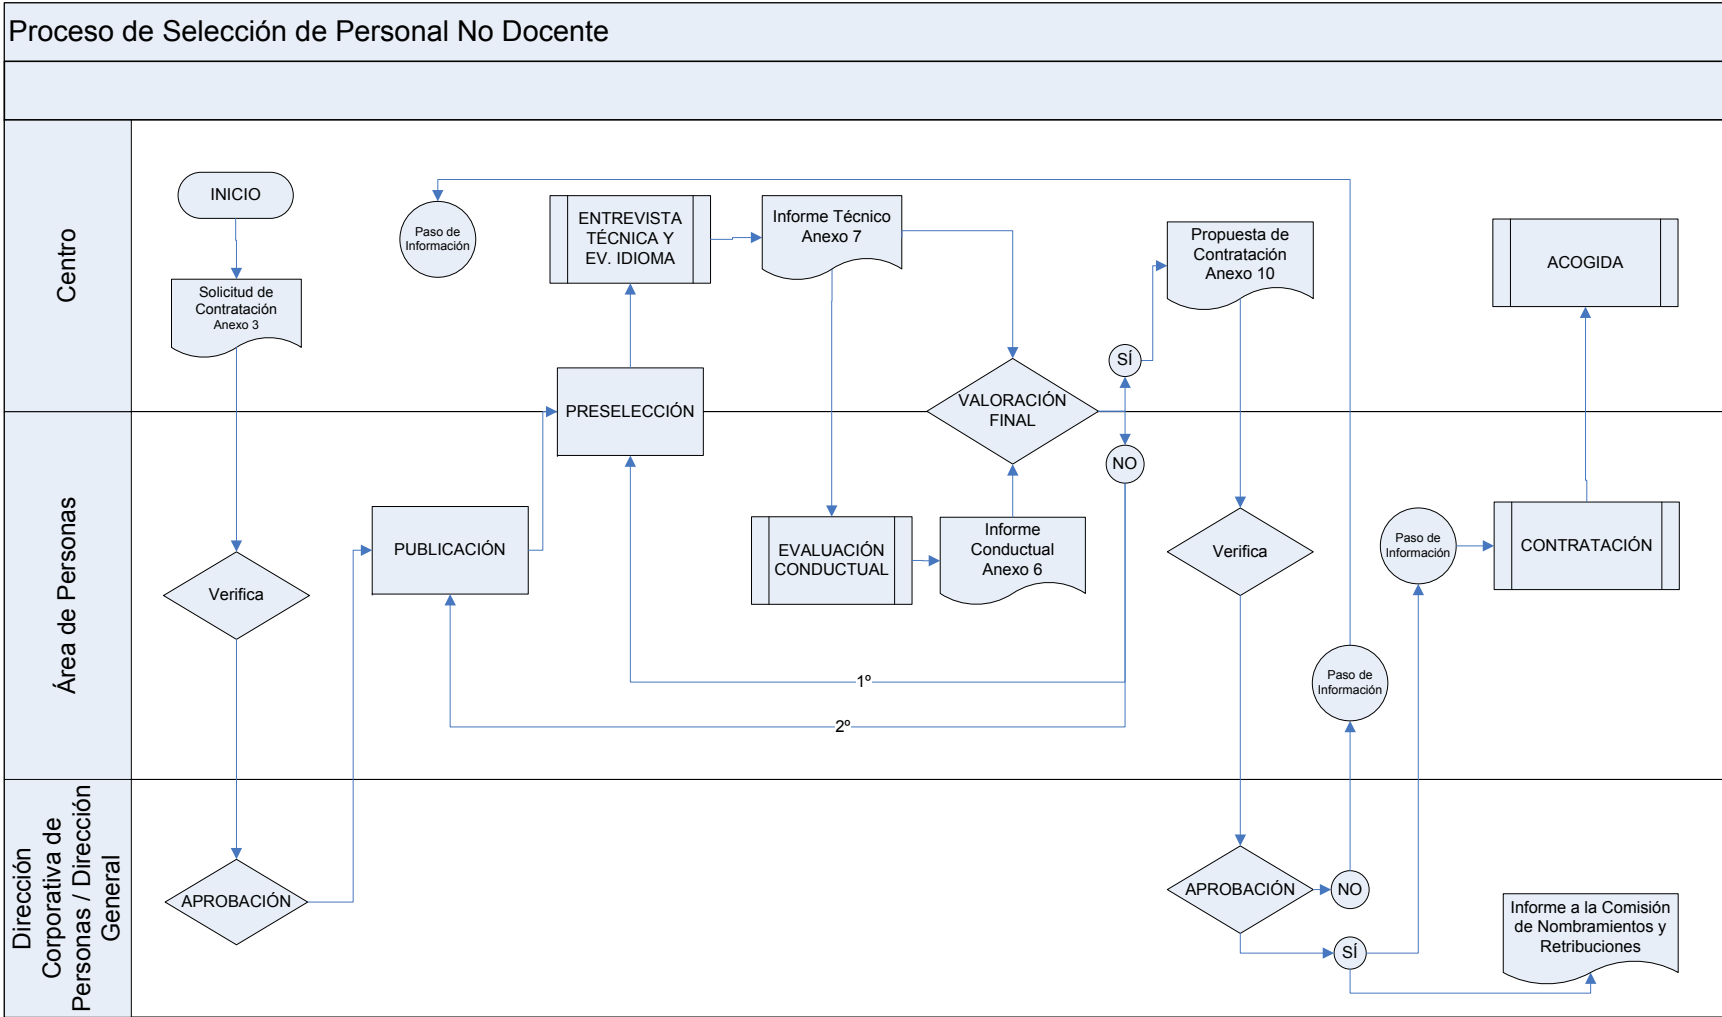 Proceso de Selección de Personal No Docente
Centro
INICIO
Solicitud de
Contratación
Anexo 3
Paso de
Información
ENTREVISTA
TÉCNICA Y
EV. IDIOMA
Informe Técnico
Anexo 7
Propuesta de
Contratación
Anexo 10
ACOGIDA
SÍ
PRESELECCIÓN
VALORACIÓN
FINAL
NO
Área de Personas
Verifica
PUBLICACIÓN
EVALUACIÓN
CONDUCTUAL
Informe
Conductual
Anexo 6
Verifica
Paso de
Información
CONTRATACIÓN
Paso de
Información
1º
2º
Dirección
Corporativa de
Personas / Dirección
General
APROBACIÓN
APROBACIÓN
NO
SÍ
Informe a la Comisión
de Nombramientos y
Retribuciones